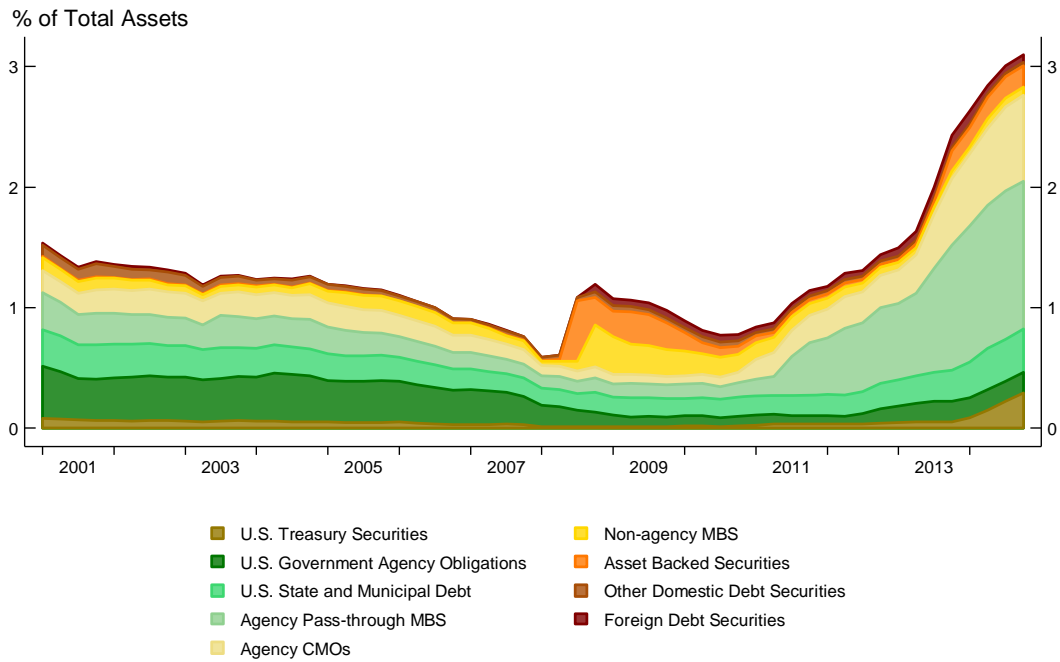 % of Total Assets
3 3
2 2
1 1
0 0
2001 2003 2005 2007 2009 2011 2013
U.S. Treasury Securities
U.S. Government Agency Obligations
U.S. State and Municipal Debt
Agency Pass-through MBS
Agency CMOs
Non-agency MBS
Asset Backed Securities
Other Domestic Debt Securities
Foreign Debt Securities